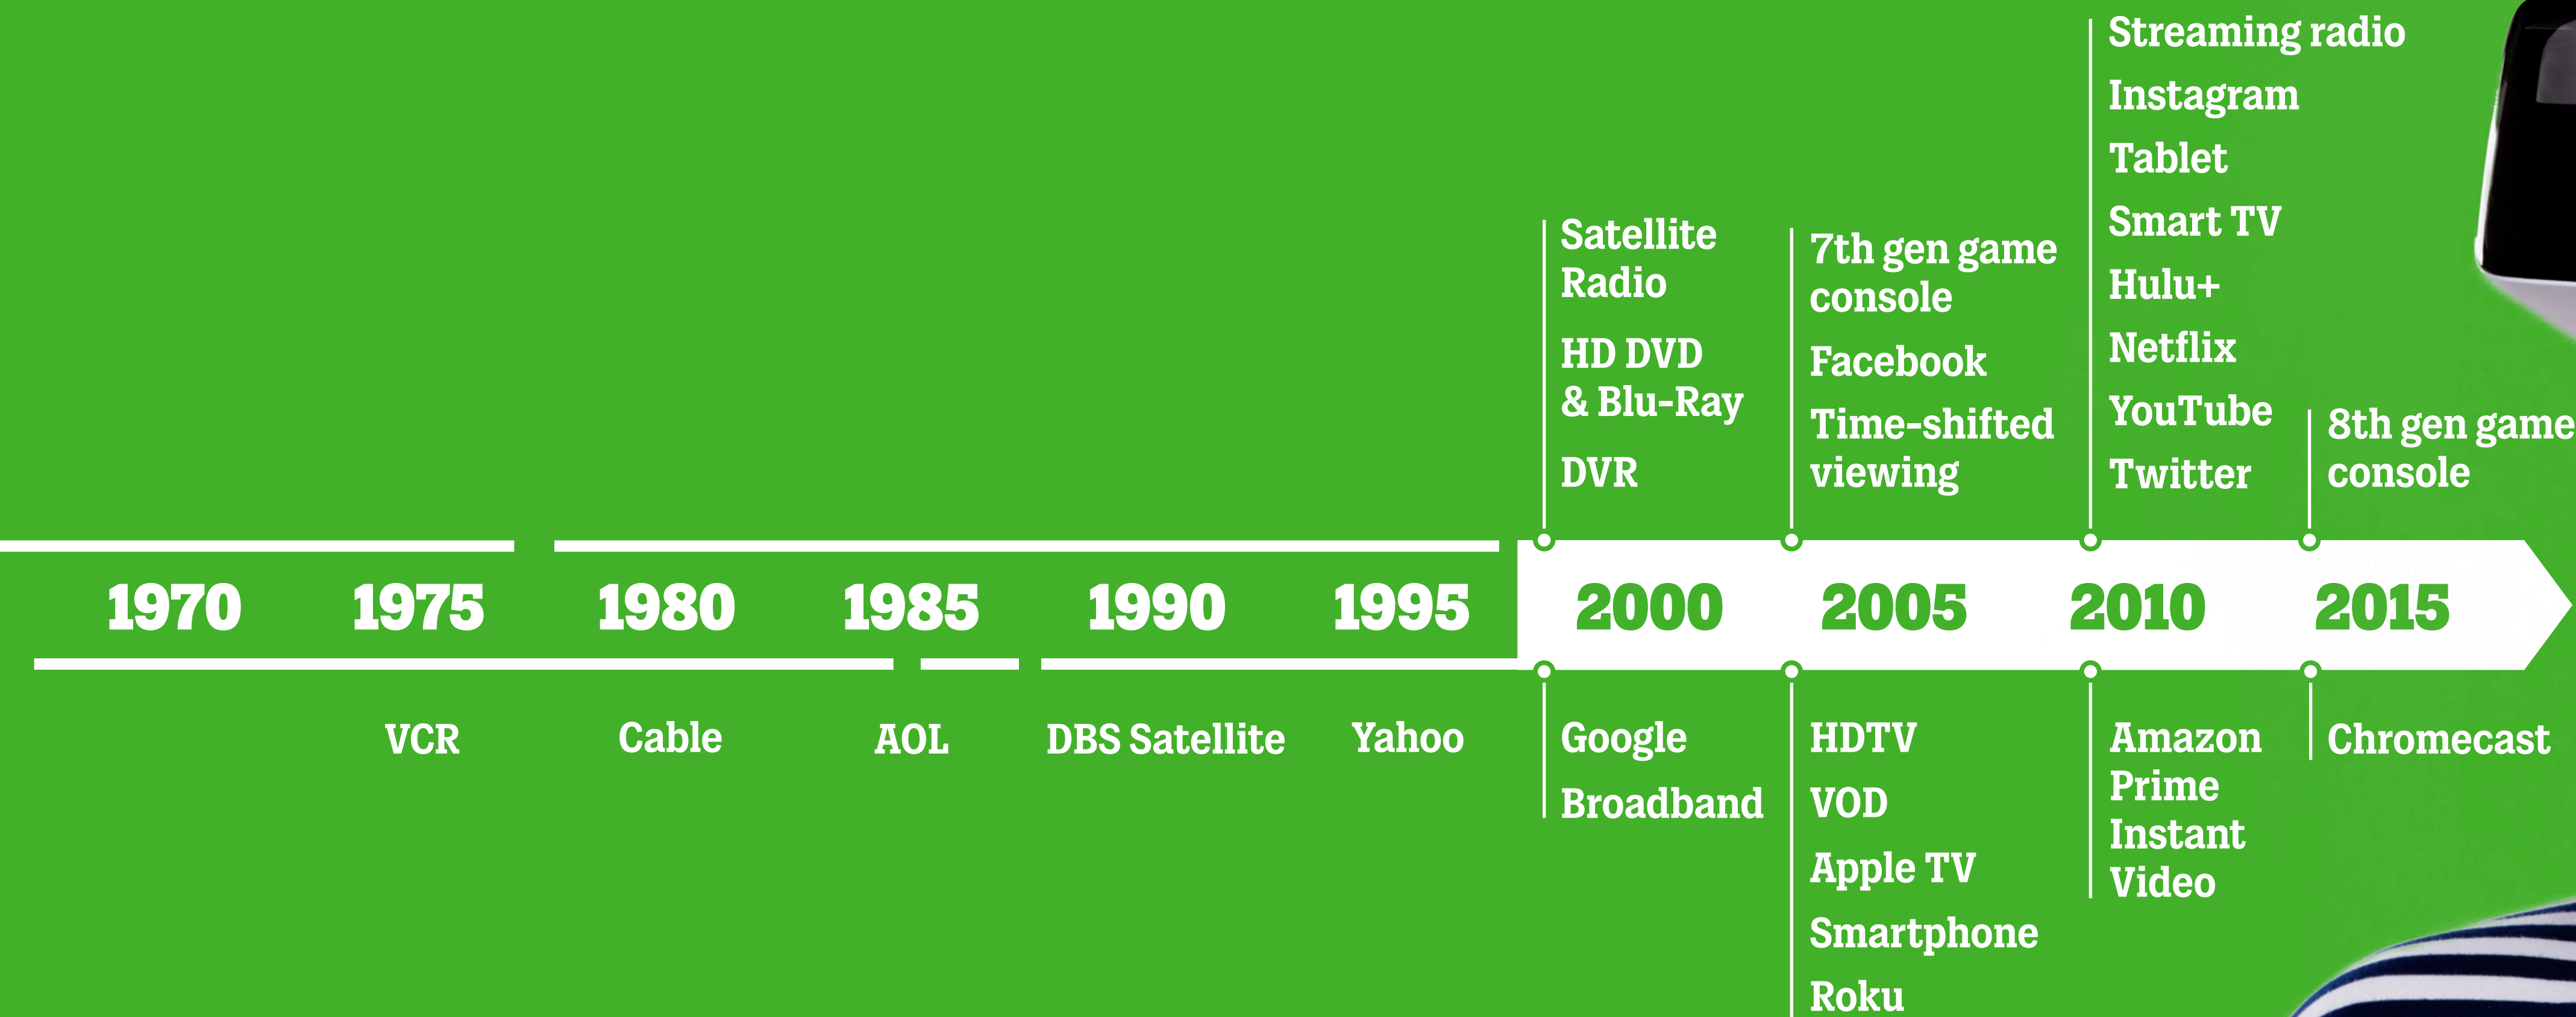 Streaming radio
Instagram
Tablet
Smart TV
Hulu+
Netflix
YouTube
Twitter
Satellite
Radio
HD DVD
& Blu-Ray
DVR
7th gen game
console
Facebook
Time-shifted
viewing
8th gen game
console
1970 1975 1980 1985 1990 1995 2000 2005 2010 2015
VCR
Cable
AOL
DBS Satellite
Yahoo
Google
Broadband
HDTV
VOD
Apple TV
Smartphone
Roku
Amazon
Prime
Instant
Video
Chromecast